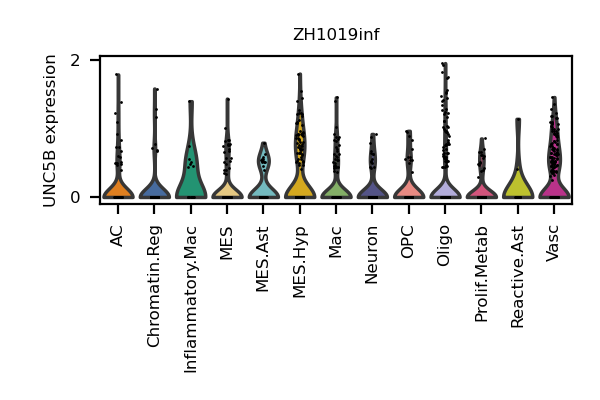 ZH1019inf
UNC5B expression
2
0
AC
Chromatin.Reg
Inflammatory.Mac
MES
MES.Ast
MES.Hyp
Mac
Neuron
OPC
Oligo
Prolif.Metab
Reactive.Ast
Vasc